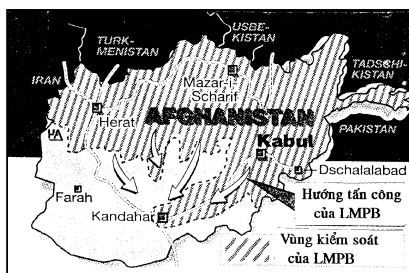 TURK-
MENISTAN
USBE-
KISTAN
TADSCHI-
KISTAN
IRAN
Mazar-i-
Scharif
AFGHANISTAN
Herat
Kabul
PAKISTAN
Dschalalabad
Farah
Kandahar
Hướng tấn công
của LMPB
Vùng kiểm soát
của LMPB